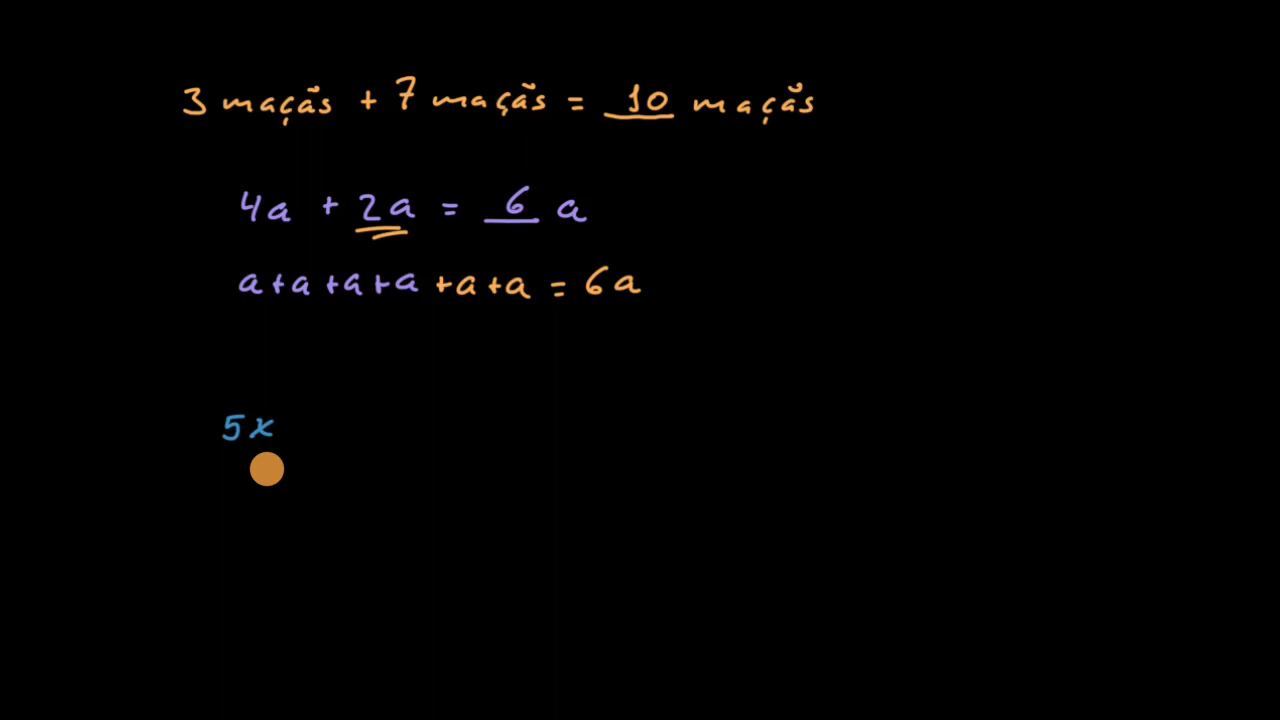 3 maçãs + 7 maçãs = 10 maçãs
4a + 2a = 6 a
a+a+a+a+a+a = 6a
5x